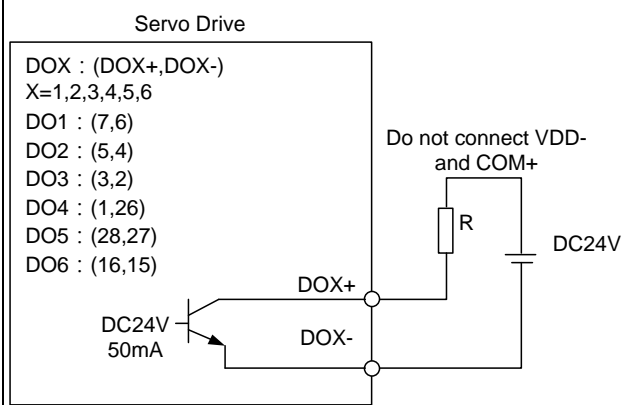 Servo Drive
DOX : (DOX+,DOX-)
X=1,2,3,4,5,6
DO1 : (7,6)
DO2 : (5,4)
DO3 : (3,2)
DO4 : (1,26)
DO5 : (28,27)
DO6 : (16,15)
Do not connect VDD-
and COM+
R
DC24V
DOX+
DC24V
50mA
DOX-